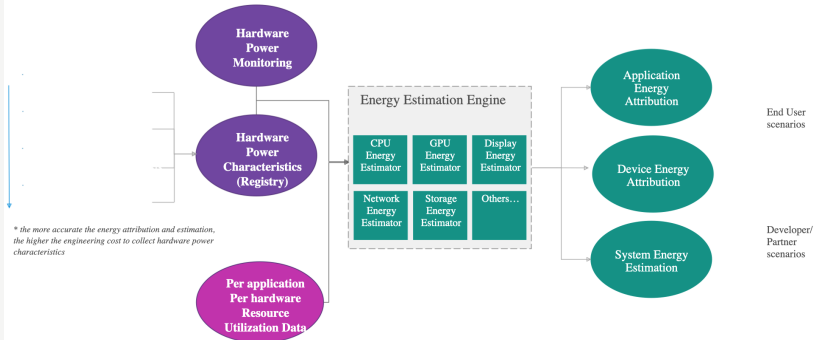 Hardware
Power
Monitoring
Hardware
Power
Characteristics
(Registry)
* the more accurate the energy attribution and estimation,
the higher the engineering cost to collect hardware power
characteristics
Per application
Per hardware
Resource
Utilization Data
Energy Estimation Engine
CPU
Energy
Estimator
GPU
Energy
Estimator
Display
Energy
Estimator
Network
Energy
Estimator
Storage
Energy
Estimator
Others…
Application
Energy
Attribution
Device Energy
Attribution
System Energy
Estimation
End User
scenarios
Developer/
Partner
scenarios